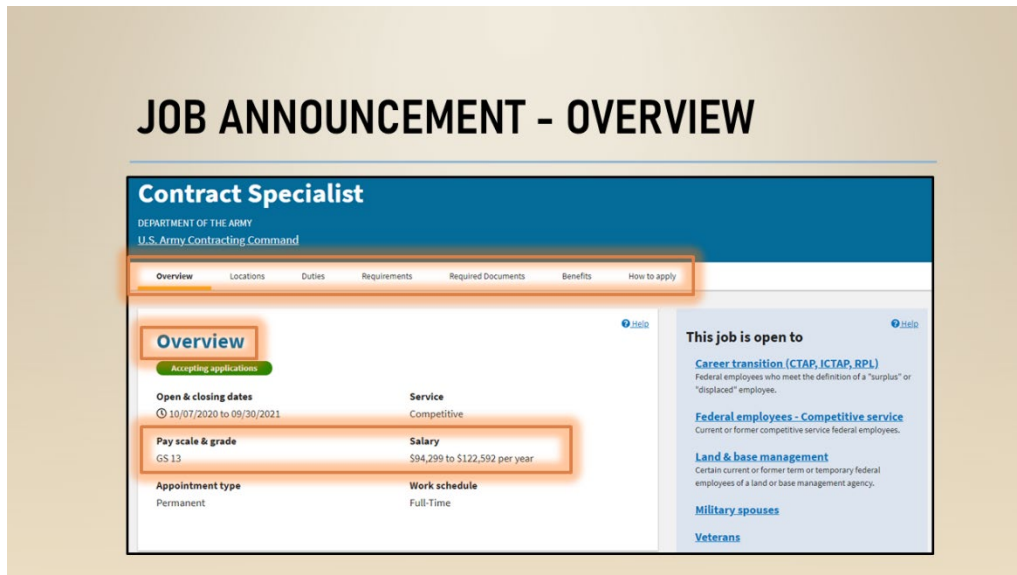 JOB ANNOUNCEMENT - OVERVIEW
Contract Specialist
DEPARTMENT OF THE ARMY
U.S. Army Contracting Command
Overview Locations Duties Requirements Required Documents Benefits How to apply
Help
Overview
Accepting applications
Open & closing dates
10/07/2020 to 09/30/2021
Service
Competitive
Pay scale & grade
GS 13
Salary
$94,299 to $122,592 per year
Appointment type
Permanent
Work schedule
Full-Time
Help
This job is open to
Career transition (CTAP, ICTAP, RPL)
Federal employees who meet the definition of a "surplus" or
"displaced" employee.
Federal employees - Competitive service
Current or former competitive service federal employees.
Land & base management
Certain current or former term or temporary federal
employees of a land or base management agency.
Military spouses
Veterans